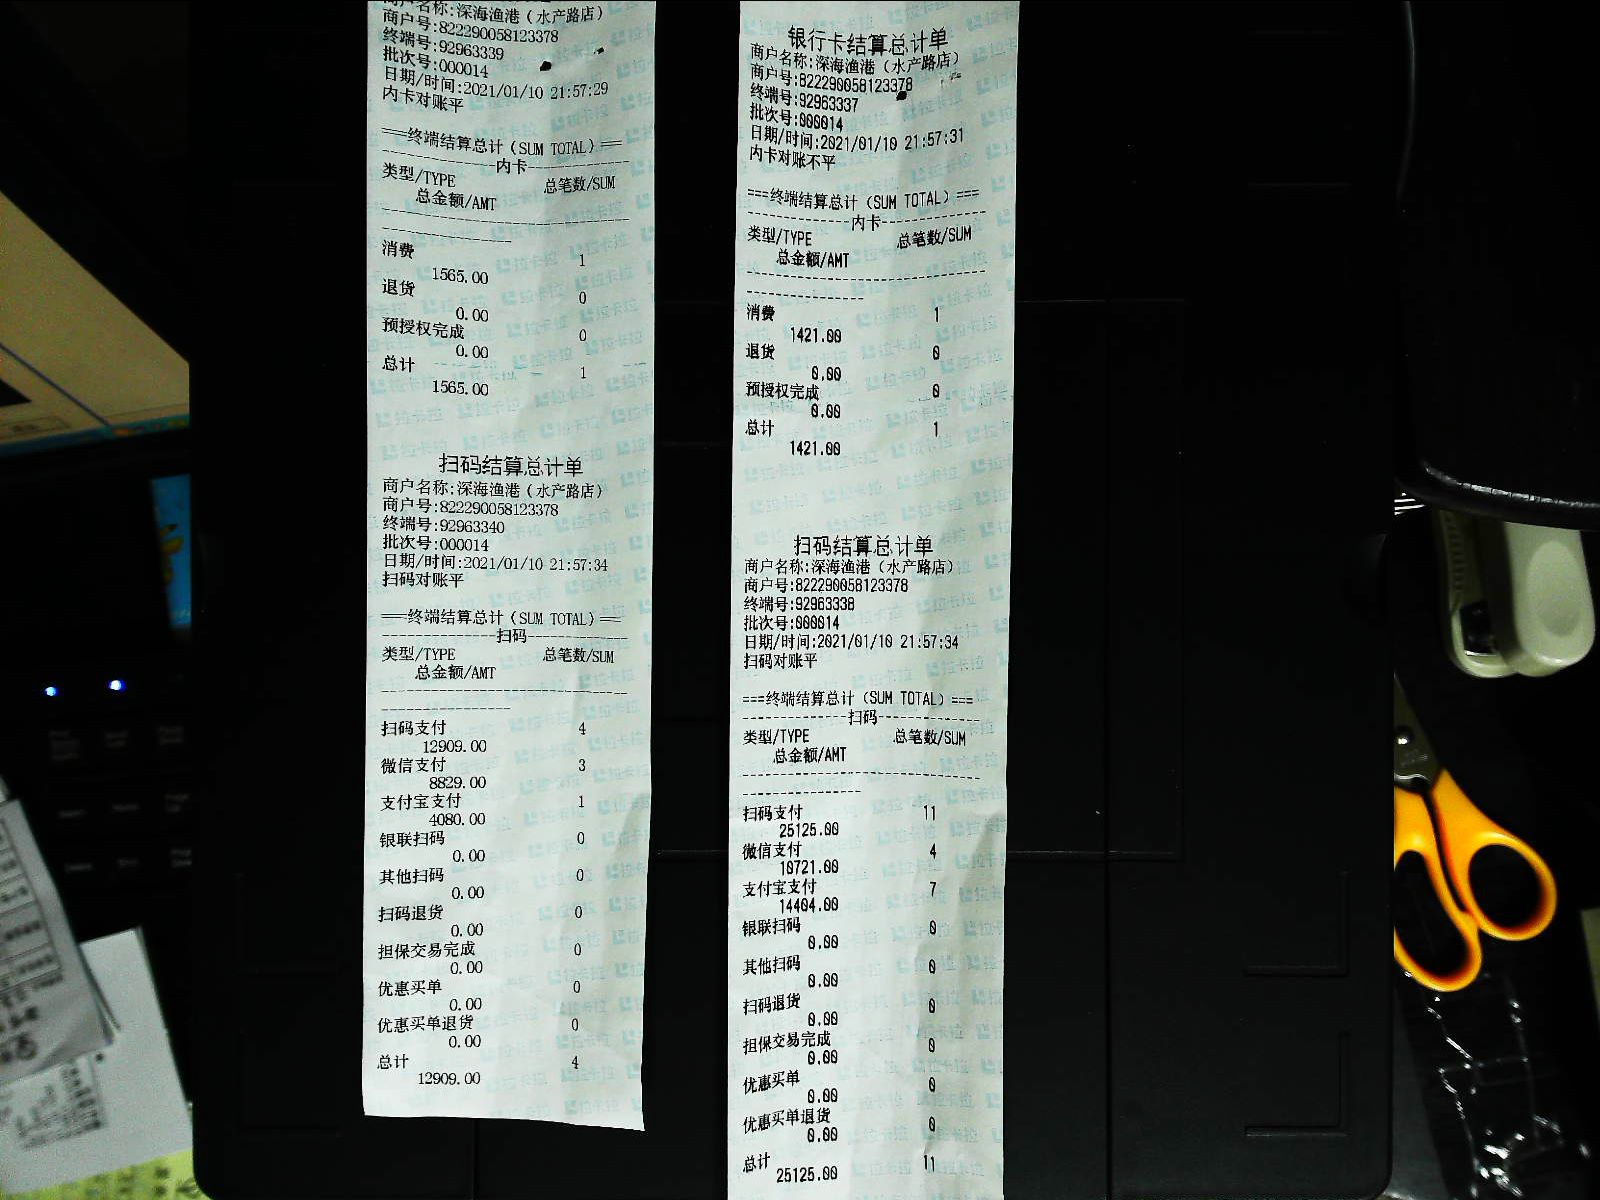 商户名称:深海渔港（水产路店）
商户号:822290058123378
终端号:92963339
批次号:000014
日期/时间:2021/01/10 21:57:29
内卡对账平
===终端结算总计（SUM TOTAL）===
----------------内卡----------------
类型/TYPE 总笔数/SUM
总金额/AMT
消费 1
1565.00
退货 0
0.00
预授权完成 0
0.00
总计 1
1565.00
扫码结算总计单
商户名称:深海渔港（水产路店）
商户号:822290058123378
终端号:92963340
批次号:000014
日期/时间:2021/01/10 21:57:34
扫码对账平
===终端结算总计（SUM TOTAL）===
----------------扫码----------------
类型/TYPE 总笔数/SUM
总金额/AMT
扫码支付 4
12909.00
微信支付 3
8829.00
支付宝支付 1
4080.00
银联扫码 0
0.00
其他扫码 0
0.00
扫码退货 0
0.00
担保交易完成 0
0.00
优惠买单 0
0.00
优惠买单退货 0
0.00
总计 4
12909.00
银行卡结算总计单
商户名称:深海渔港（水产路店）
商户号:822290058123378
终端号:92963337
批次号:000014
日期/时间:2021/01/10 21:57:31
内卡对账不平
===终端结算总计（SUM TOTAL）===
----------------内卡----------------
类型/TYPE 总笔数/SUM
总金额/AMT
消费 1
1421.00
退货 0
0.00
预授权完成 0
0.00
总计 1
1421.00
扫码结算总计单
商户名称:深海渔港（水产路店）
商户号:822290058123378
终端号:92963338
批次号:000014
日期/时间:2021/01/10 21:57:34
扫码对账平
===终端结算总计（SUM TOTAL）===
----------------扫码----------------
类型/TYPE 总笔数/SUM
总金额/AMT
扫码支付 11
25125.00
微信支付 4
10721.00
支付宝支付 7
14404.00
银联扫码 0
0.00
其他扫码 0
0.00
扫码退货 0
0.00
担保交易完成 0
0.00
优惠买单 0
0.00
优惠买单退货 0
0.00
总计 11
25125.00